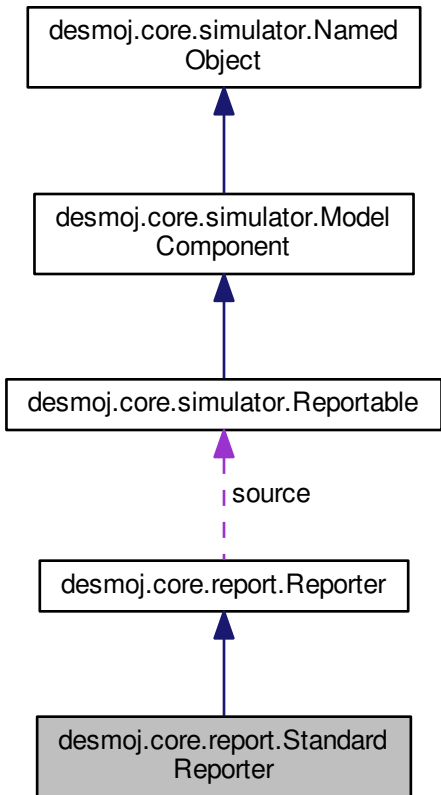 desmoj.core.simulator.Named
Object
desmoj.core.simulator.Model
Component
desmoj.core.simulator.Reportable
source
desmoj.core.report.Reporter
desmoj.core.report.Standard
Reporter